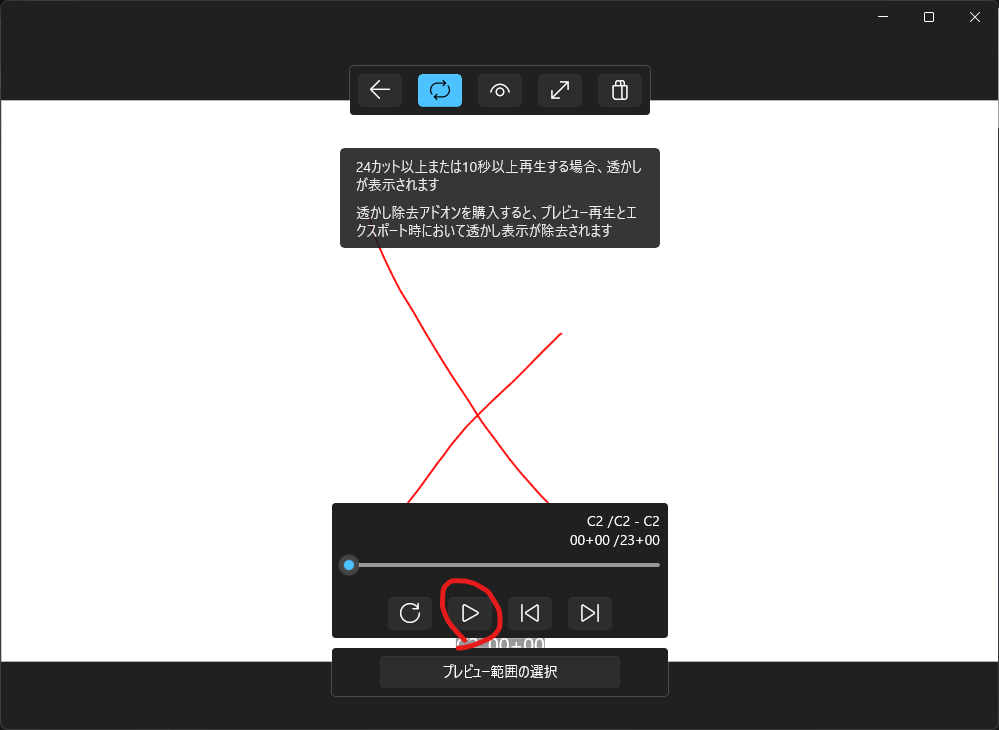 24カット以上または10秒以上再生する場合、透かし
が表示されます
透かし除去アドオンを購入すると、プレビュー再生とエ
クスポート時において透かし表示が除去されます
C2 /C2 - C2
00+00 /23+00
00+00
プレビュー範囲の選択